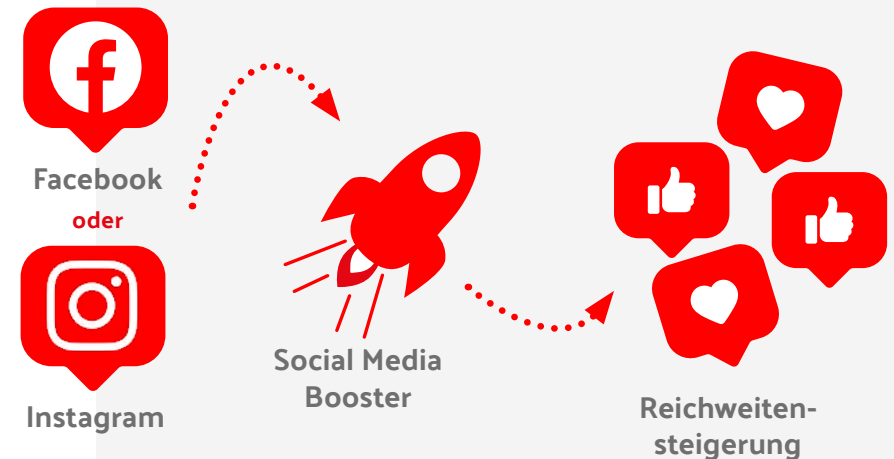 Facebook
oder
Instagram
Social Media
Booster
Reichweiten-
steigerung